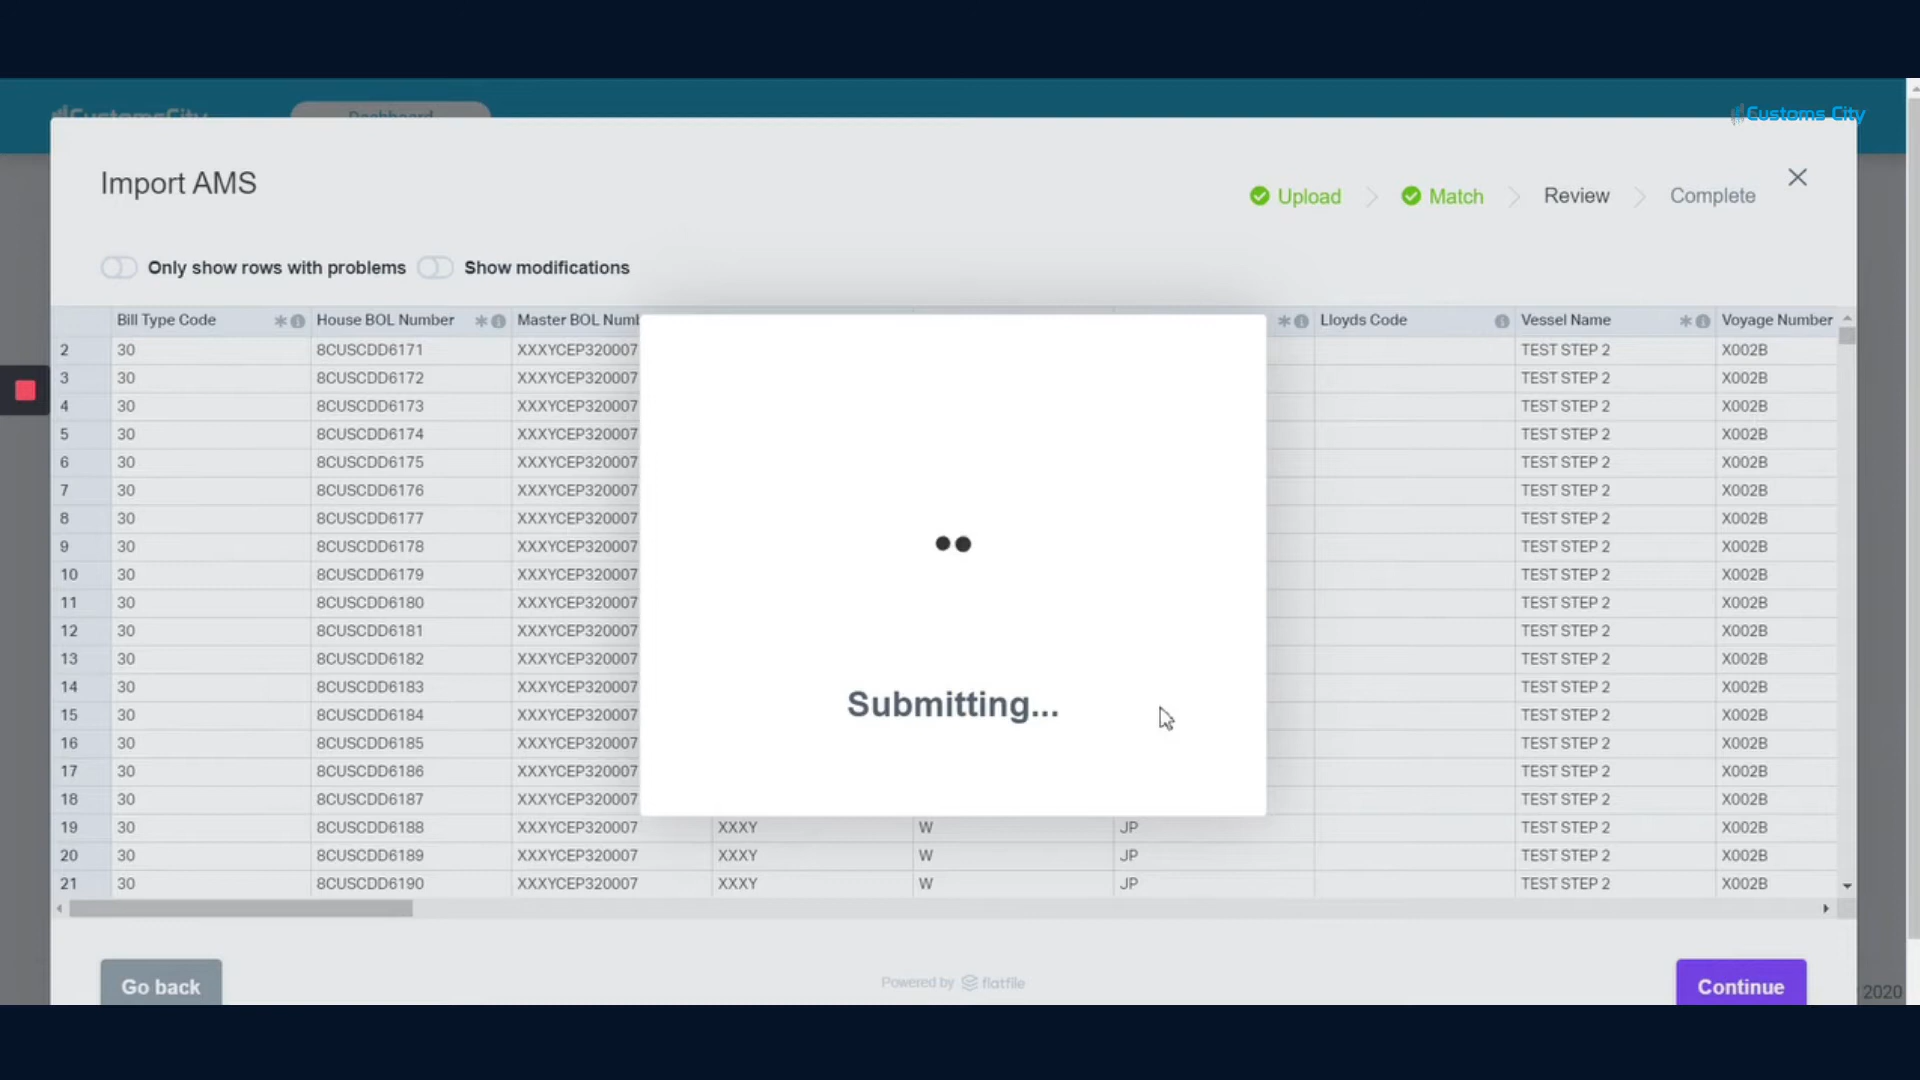 CustomsCity Dashboard
Customs City
Import AMS
Upload Match Review Complete
Only show rows with problems Show modifications
Bill Type Code House BOL Number Master BOL Numb Lloyds Code Vessel Name Voyage Number
2 30 8CUSCDD6171 XXXYCEP320007 TEST STEP 2 X002B
3 30 8CUSCDD6172 XXXYCEP320007 TEST STEP 2 X002B
4 30 8CUSCDD6173 XXXYCEP320007 TEST STEP 2 X002B
5 30 8CUSCDD6174 XXXYCEP320007 TEST STEP 2 X002B
6 30 8CUSCDD6175 XXXYCEP320007 TEST STEP 2 X002B
7 30 8CUSCDD6176 XXXYCEP320007 TEST STEP 2 X002B
8 30 8CUSCDD6177 XXXYCEP320007 TEST STEP 2 X002B
9 30 8CUSCDD6178 XXXYCEP320007 TEST STEP 2 X002B
10 30 8CUSCDD6179 XXXYCEP320007 TEST STEP 2 X002B
11 30 8CUSCDD6180 XXXYCEP320007 TEST STEP 2 X002B
12 30 8CUSCDD6181 XXXYCEP320007 TEST STEP 2 X002B
13 30 8CUSCDD6182 XXXYCEP320007 TEST STEP 2 X002B
14 30 8CUSCDD6183 XXXYCEP320007 TEST STEP 2 X002B
15 30 8CUSCDD6184 XXXYCEP320007 TEST STEP 2 X002B
16 30 8CUSCDD6185 XXXYCEP320007 TEST STEP 2 X002B
17 30 8CUSCDD6186 XXXYCEP320007 TEST STEP 2 X002B
18 30 8CUSCDD6187 XXXYCEP320007 TEST STEP 2 X002B
19 30 8CUSCDD6188 XXXYCEP320007 XXXY W JP TEST STEP 2 X002B
20 30 8CUSCDD6189 XXXYCEP320007 XXXY W JP TEST STEP 2 X002B
21 30 8CUSCDD6190 XXXYCEP320007 XXXY W JP TEST STEP 2 X002B
Submitting...
Go back Powered by flatfile Continue
2020